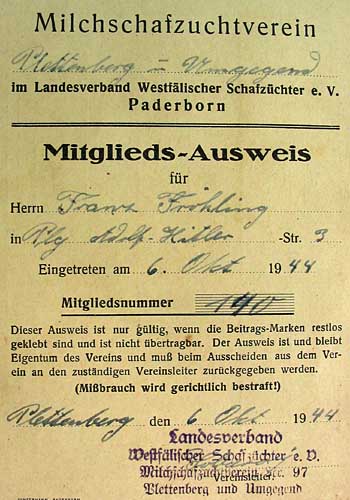 Milchschafzuchtverein
Plettenberg u Umgegend
im Landesverband Westfälischer Schafzüchter e. V.
Paderborn
Mitglieds-Ausweis
für
Herrn Franz Fröhling
in Plbg Adolf-Hitler -Str. 3
Eingetreten am 6. Okt 1944
Mitgliedsnummer 140
Dieser Ausweis ist nur gültig, wenn die Beitrags-Marken restlos
geklebt sind und ist nicht übertragbar. Der Ausweis ist und bleibt
Eigentum des Vereins und muß beim Ausscheiden aus dem Ver-
ein an den zuständigen Vereinsleiter zurückgegeben werden.
(Mißbrauch wird gerichtlich bestraft!)
Plettenberg den 6 Okt 1944
Landesverband
Westfälischer Schafzüchter e. V.
Milchschafzuchtverein Nr. 97
Vereinsleiter:
Plettenberg und Umgegend